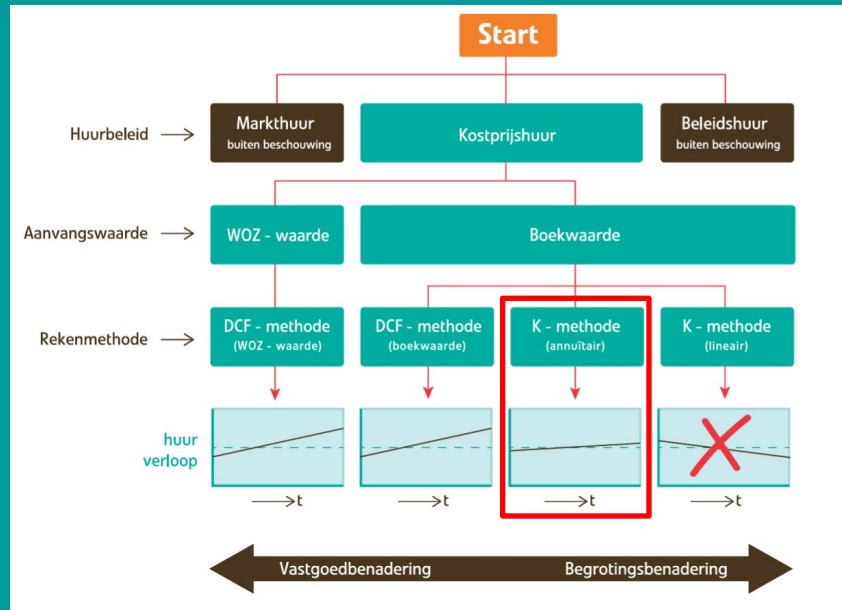 Start
Huurbeleid
Markthuur
buiten beschouwing
Kostprijshuur
Beleidshuur
buiten beschouwing
Aanvangswaarde
WOZ - waarde
Boekwaarde
Rekenmethode
DCF - methode
(WOZ - waarde)
DCF - methode
(boekwaarde)
K - methode
(annuïtair)
K - methode
(lineair)
huur
verloop
t
t
t
t
Vastgoedbenadering
Begrotingsbenadering